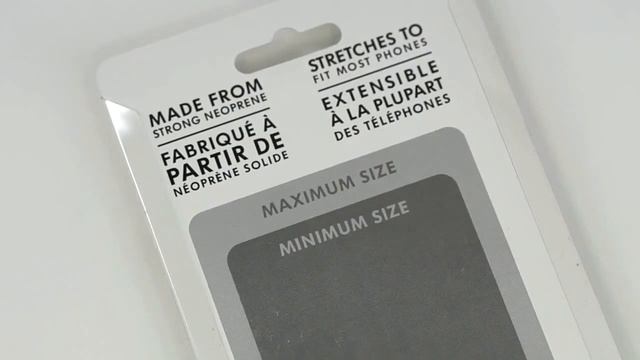 MADE FROM
STRONG NEOPRENE
FABRIQUÉ À
PARTIR DE
NÉOPRÈNE SOLIDE
STRETCHES TO
FIT MOST PHONES
EXTENSIBLE
À LA PLUPART
DES TÉLÉPHONES
MAXIMUM SIZE
MINIMUM SIZE